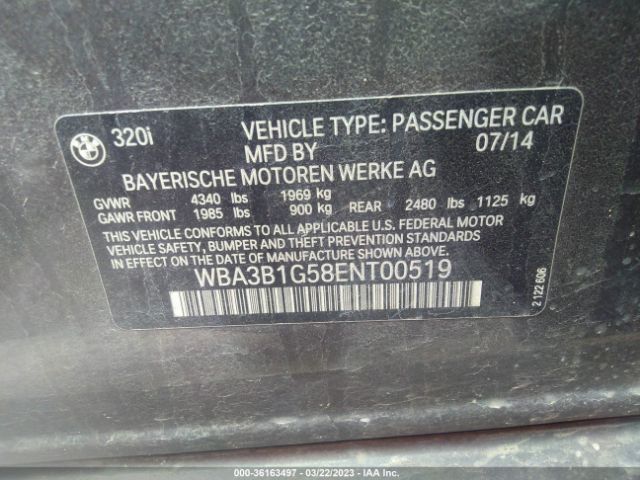 BMW
320i VEHICLE TYPE: PASSENGER CAR
MFD BY 07/14
BAYERISCHE MOTOREN WERKE AG
GVWR 4340 lbs 1969 kg
GAWR FRONT 1985 lbs 900 kg REAR 2480 lbs 1125 kg
THIS VEHICLE CONFORMS TO ALL APPLICABLE U.S. FEDERAL MOTOR
VEHICLE SAFETY, BUMPER AND THEFT PREVENTION STANDARDS IN
EFFECT ON THE DATE OF MANUFACTURE SHOWN ABOVE.
WBA3B1G58ENT00519
2 122 606
000-36163497 - 03/22/2023 - IAA Inc.